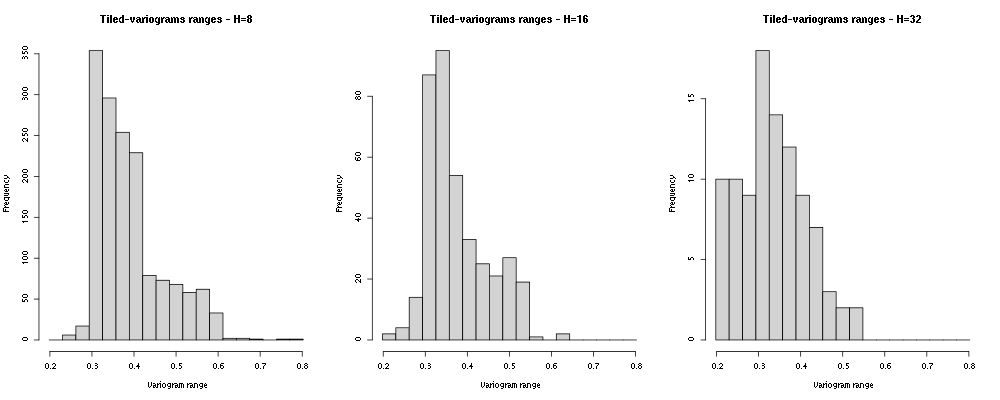 Tiled-variograms ranges - H=8
Frequency
0
50
100
150
200
250
300
350
0.2 0.3 0.4 0.5 0.6 0.7 0.8
Variogram range
Tiled-variograms ranges - H=16
Frequency
0
20
40
60
80
0.2 0.3 0.4 0.5 0.6 0.7 0.8
Variogram range
Tiled-variograms ranges - H=32
Frequency
0
5
10
15
0.2 0.3 0.4 0.5 0.6 0.7 0.8
Variogram range